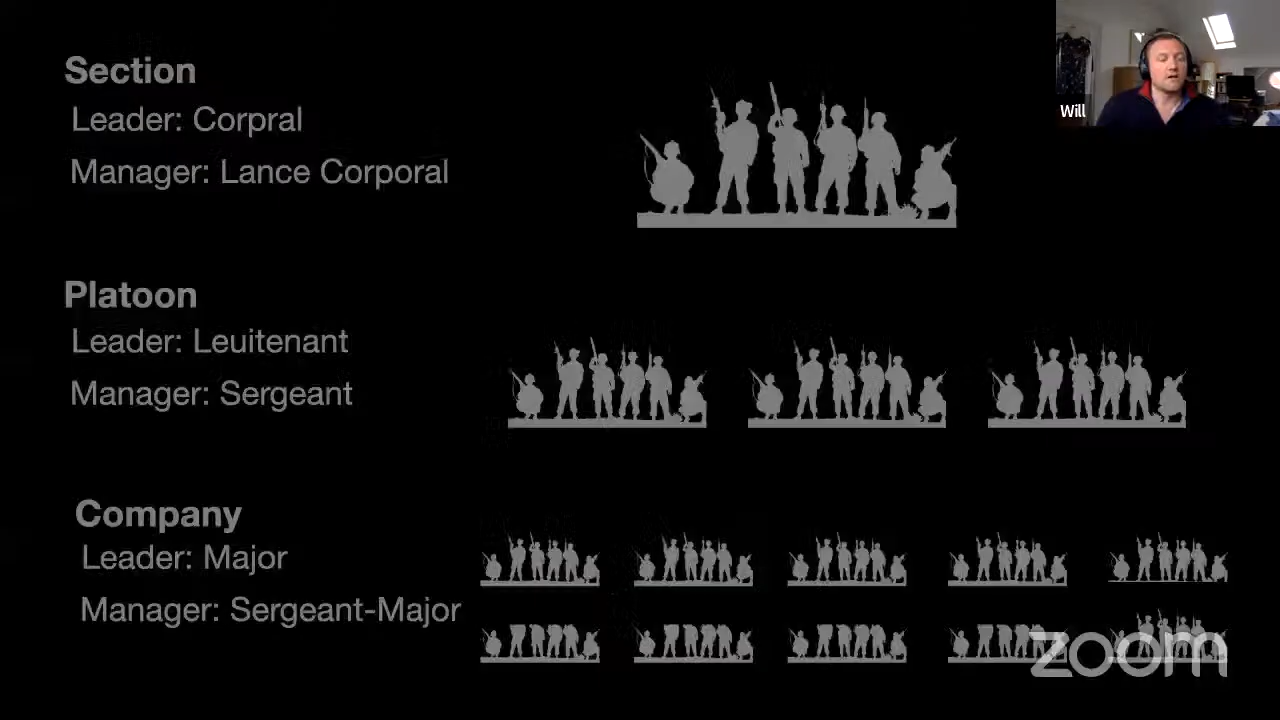 Section
Leader: Corpral
Manager: Lance Corporal
Will
Platoon
Leader: Leuitenant
Manager: Sergeant
Company
Leader: Major
Manager: Sergeant-Major
zoom